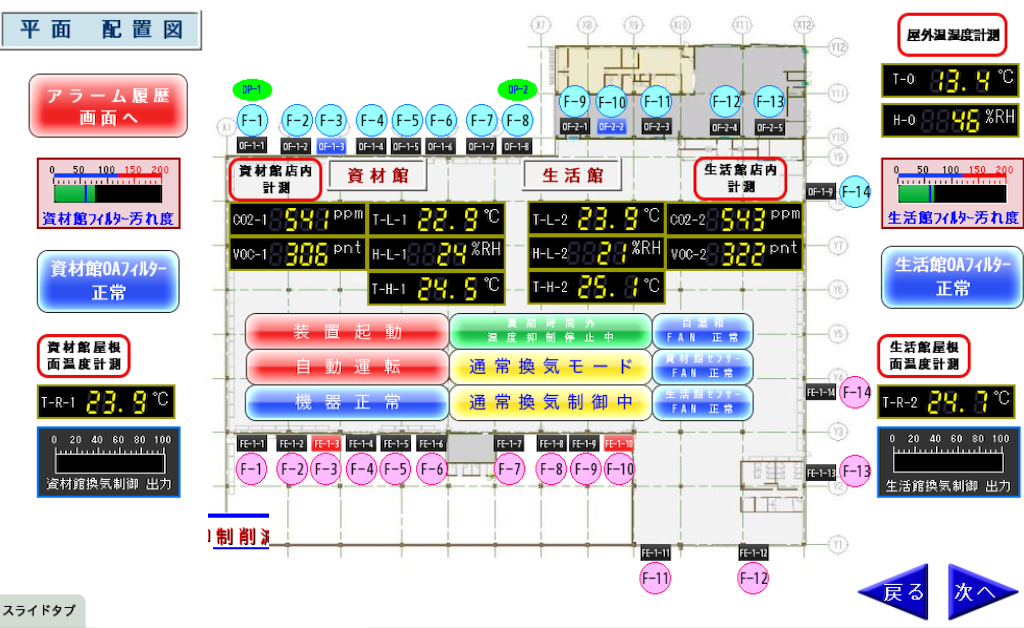 平面 配置図
X7
X8
X9
X10
X11
X12
屋外温湿度計測
アラーム履歴
画面へ
OP-1
OP-2
Y12
T-O 13.4 ℃
H-O 46 %RH
F-9
F-10
F-11
F-12
F-13
Y11
F-1
F-2
F-3
F-4
F-5
F-6
F-7
F-8
OF-2-1
OF-2-2
OF-2-3
OF-2-4
OF-2-5
X1
Y10
OF-1-1
OF-1-2
OF-1-3
OF-1-4
OF-1-5
OF-1-6
OF-1-7
OF-1-8
Y9
0 50 100 150 200
資材館フィルター汚れ度
資材館店内
計測
資材館
生活館
生活館店内
計測
OF-1-9
F-14
0 50 100 150 200
生活館フィルター汚れ度
CO2-1 541 ppm
T-L-1 22.9 ℃
T-L-2 23.9 ℃
CO2-2 543 ppm
VOC-1 306 pnt
H-L-1 24 %RH
H-L-2 21 %RH
VOC-2 322 pnt
Y7
資材館OAフィルター
正常
T-H-1 24.5 ℃
T-H-2 25.1 ℃
Y6
生活館OAフィルター
正常
装置起動
夏期時間外
温度抑制停止中
百葉箱
FAN 正常
Y5
資材館屋根
面温度計測
自動運転
通常換気モード
資材館センサー
FAN 正常
生活館屋根
面温度計測
Y4
T-R-1 23.9 ℃
機器正常
通常換気制御中
生活館センサー
FAN 正常
FE-1-14
F-14
T-R-2 24.7 ℃
Y3
0 20 40 60 80 100
資材館換気制御 出力
FE-1-1
FE-1-2
FE-1-3
FE-1-4
FE-1-5
FE-1-6
FE-1-7
FE-1-8
FE-1-9
FE-1-10
F-1
F-2
F-3
F-4
F-5
F-6
F-7
F-8
F-9
F-10
FE-1-13
F-13
0 20 40 60 80 100
生活館換気制御 出力
Y2
制削減
Y1
FE-1-11
FE-1-12
F-11
F-12
戻る
次へ
スライドタブ